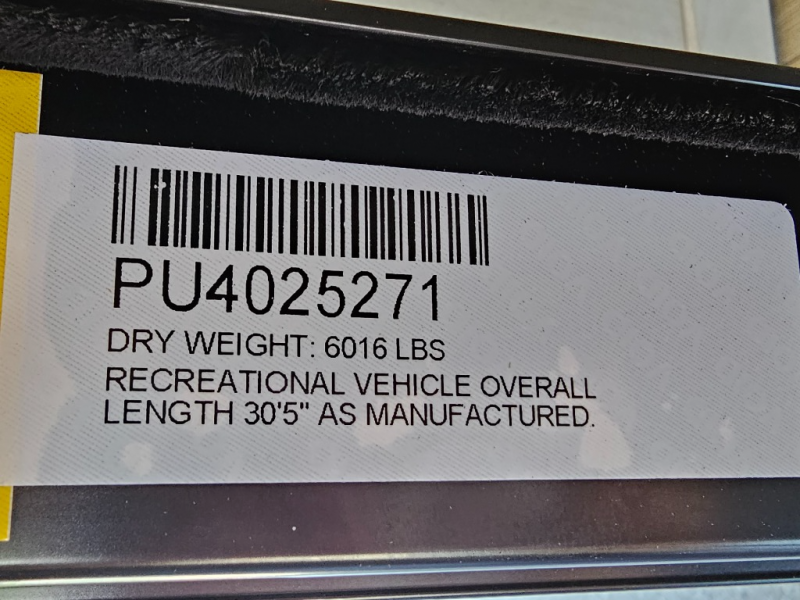 PU4025271
DRY WEIGHT: 6016 LBS
RECREATIONAL VEHICLE OVERALL
LENGTH 30'5" AS MANUFACTURED.